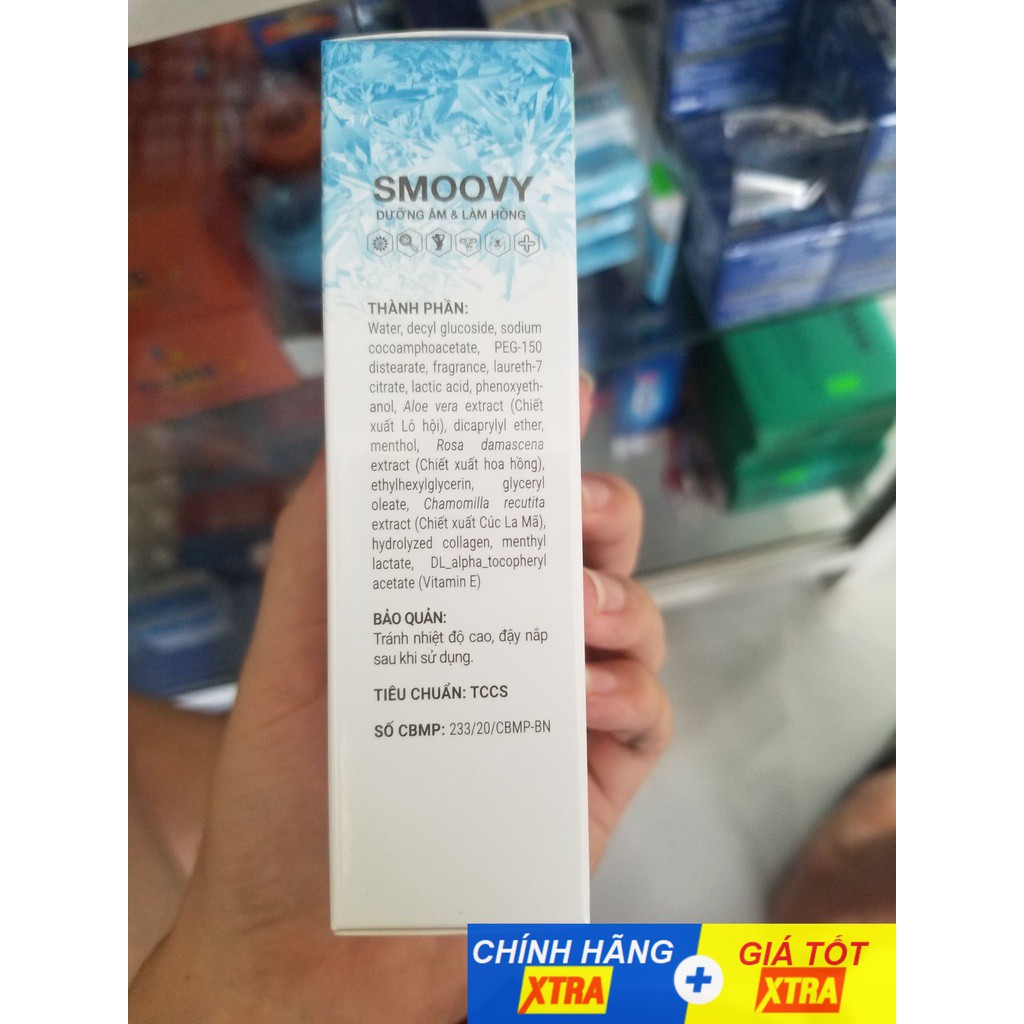 SMOOVY
DƯỠNG ẨM & LÀM HỒNG
THÀNH PHẦN:
Water, decyl glucoside, sodium
cocoamphoacetate, PEG-150
distearate, fragrance, laureth-7
citrate, lactic acid, phenoxyeth-
anol, Aloe vera extract (Chiết
xuất Lô hội), dicaprylyl ether,
menthol, Rosa damascena
extract (Chiết xuất hoa hồng),
ethylhexylglycerin, glyceryl
oleate, Chamomilla recutita
extract (Chiết xuất Cúc La Mã),
hydrolyzed collagen, menthyl
lactate, DL_alpha_tocopheryl
acetate (Vitamin E)
BẢO QUẢN:
Tránh nhiệt độ cao, đậy nắp
sau khi sử dụng.
TIÊU CHUẨN: TCCS
SỐ CBMP: 233/20/CBMP-BN
CHÍNH HÃNG
XTRA
+
GIÁ TỐT
XTRA